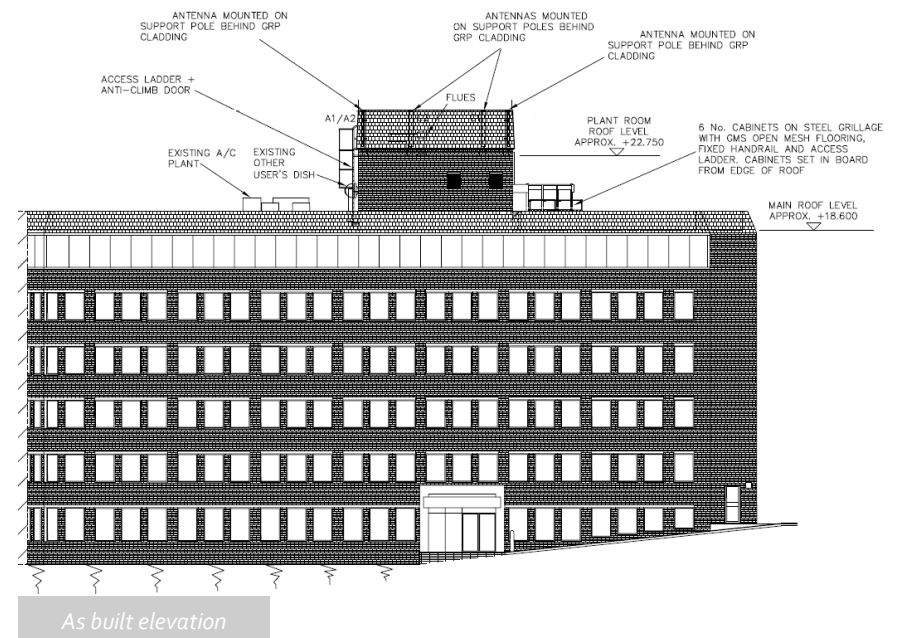 ANTENNA MOUNTED ON
SUPPORT POLE BEHIND GRP
CLADDING
ANTENNAS MOUNTED
ON SUPPORT POLES BEHIND
GRP CLADDING
ANTENNA MOUNTED ON
SUPPORT POLE BEHIND GRP
CLADDING
ACCESS LADDER +
ANTI-CLIMB DOOR
FLUES
A1/A2
PLANT ROOM
ROOF LEVEL
APPROX. +22.750
6 No. CABINETS ON STEEL GRILLAGE
WITH GMS OPEN MESH FLOORING,
FIXED HANDRAIL AND ACCESS
LADDER. CABINETS SET IN BOARD
FROM EDGE OF ROOF
EXISTING A/C
PLANT
EXISTING
OTHER
USER'S DISH
MAIN ROOF LEVEL
APPROX. +18.600
As built elevation